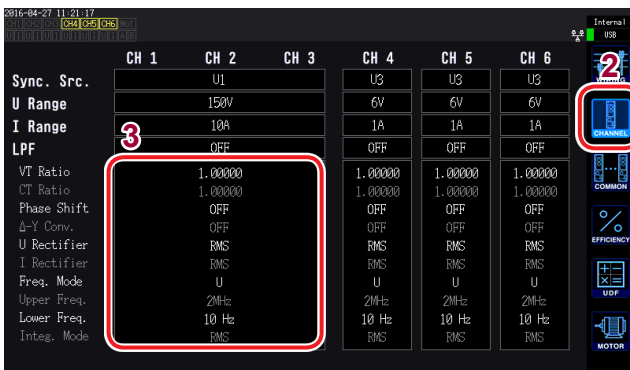 2016-04-27 11:21:17
CH1 CH2 CH3 CH4 CH5 CH6 Mot
U I U I U I U I U I U I A B
Internal
USB
CH 1 CH 2 CH 3 CH 4 CH 5 CH 6
2
WIRING
Sync. Src. U1 U3 U3 U3
U Range 150V 6V 6V 6V
I Range 10A 1A 1A 1A
CHANNEL
3
LPF OFF OFF OFF OFF
VT Ratio 1.00000 1.00000 1.00000 1.00000
CT Ratio 1.00000 1.00000 1.00000 1.00000
COMMON
Phase Shift OFF OFF OFF OFF
Δ-Y Conv. OFF OFF OFF OFF
EFFICIENCY
U Rectifier RMS RMS RMS RMS
I Rectifier RMS RMS RMS RMS
Freq. Mode U U U U
UDF
Upper Freq. 2MHz 2MHz 2MHz 2MHz
Lower Freq. 10 Hz 10 Hz 10 Hz 10 Hz
Integ. Mode RMS RMS RMS RMS
MOTOR